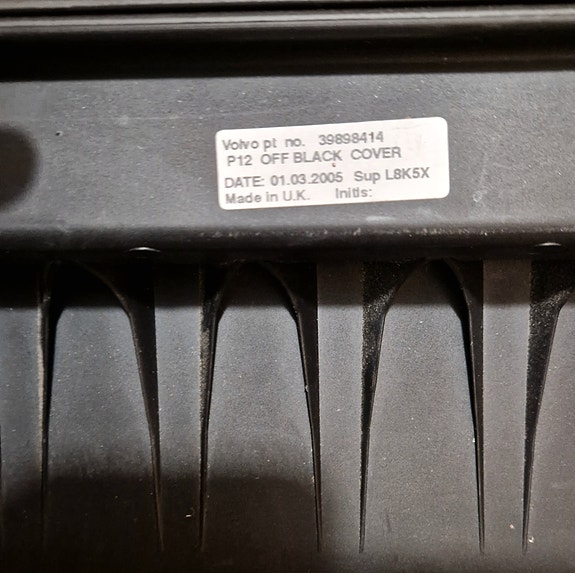 Volvo pt no. 39898414
P12 OFF BLACK COVER
DATE: 01.03.2005 Sup L8K5X
Made in U.K. Initls: